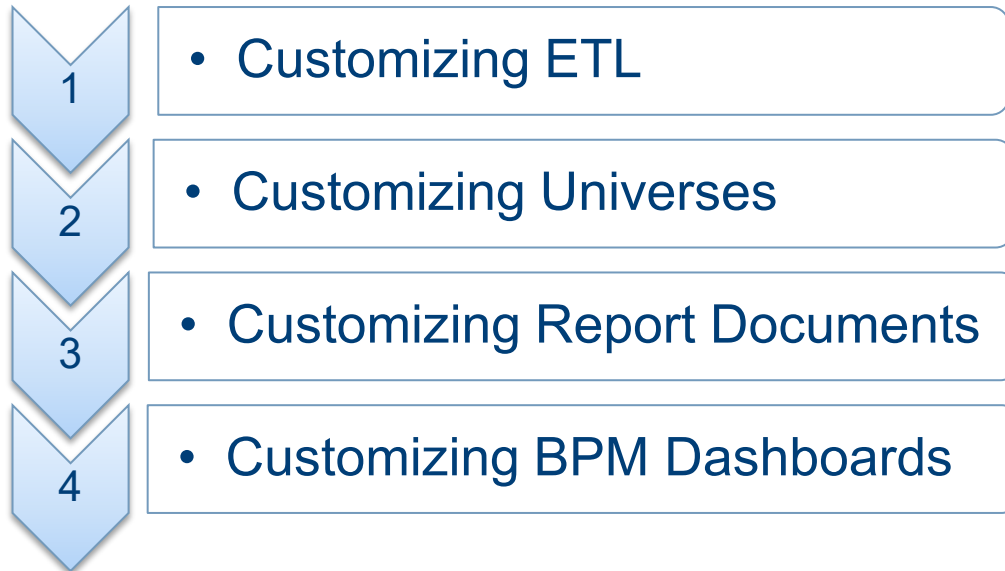 1
• Customizing ETL
2
• Customizing Universes
3
• Customizing Report Documents
4
• Customizing BPM Dashboards